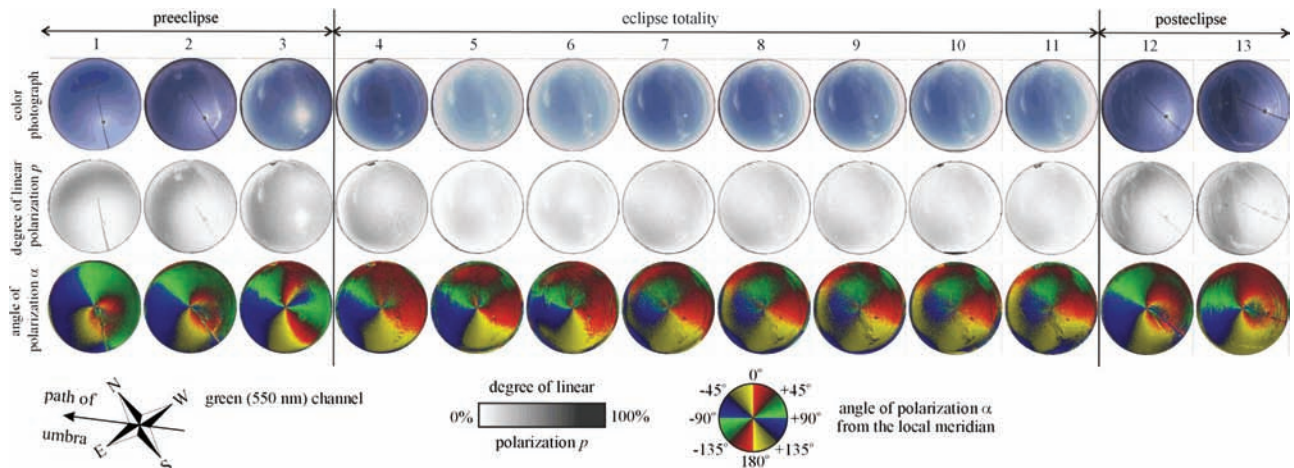 preeclipse eclipse totality posteclipse
1 2 3 4 5 6 7 8 9 10 11 12 13
color
photograph
degree of linear
polarization p
angle of
polarization α
path of
umbra
N
W
E
S
green (550 nm) channel
degree of linear
0% 100%
polarization p
0°
-45° +45°
-90° +90°
-135° +135°
180°
angle of polarization α
from the local meridian